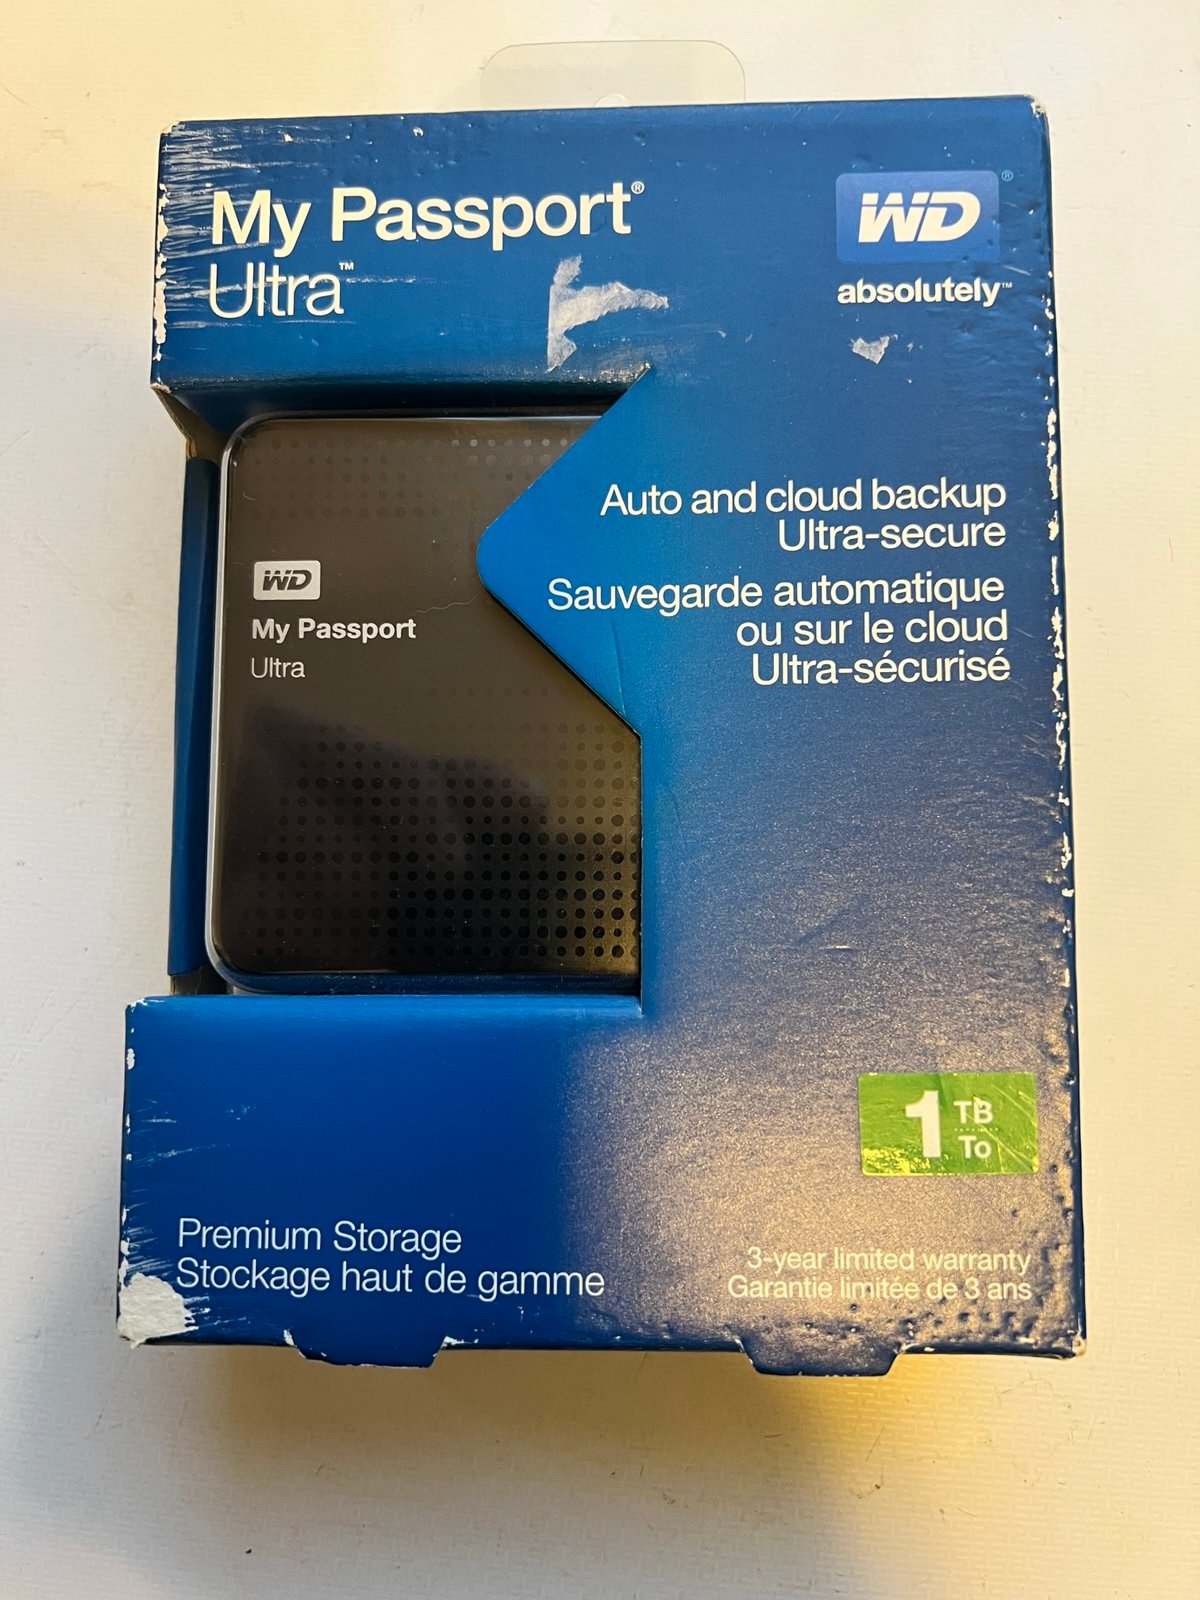 My Passport®
Ultra™
WD®
absolutely™
Auto and cloud backup
Ultra-secure
Sauvegarde automatique
ou sur le cloud
Ultra-sécurisé
WD
My Passport
Ultra
1 TB
To
Premium Storage
Stockage haut de gamme
3-year limited warranty
Garantie limitée de 3 ans